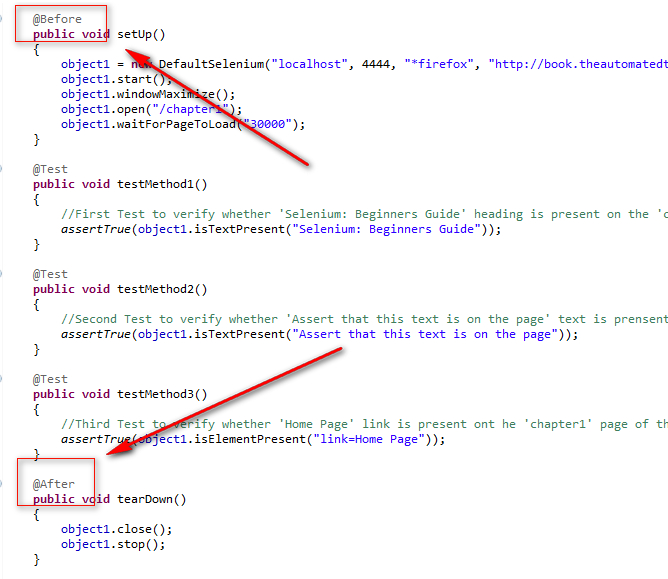 @Before
public void setUp()
{
object1 = new DefaultSelenium("localhost", 4444, "*firefox", "http://book.theautomatedt
object1.start();
object1.windowMaximize();
object1.open("/chapter1");
object1.waitForPageToLoad("30000");
}
@Test
public void testMethod1()
{
//First Test to verify whether 'Selenium: Beginners Guide' heading is present on the 'c
assertTrue(object1.isTextPresent("Selenium: Beginners Guide"));
}
@Test
public void testMethod2()
{
//Second Test to verify whether 'Assert that this text is on the page" text is prensent
assertTrue(object1.isTextPresent("Assert that this text is on the page"));
}
@Test
public void testMethod3()
{
//Third Test to verify whether 'Home Page' link is present ont he 'chapter1' page of th
assertTrue(object1.isElementPresent("link=Home Page"));
}
@After
public void tearDown()
{
object1.close();
object1.stop();
}